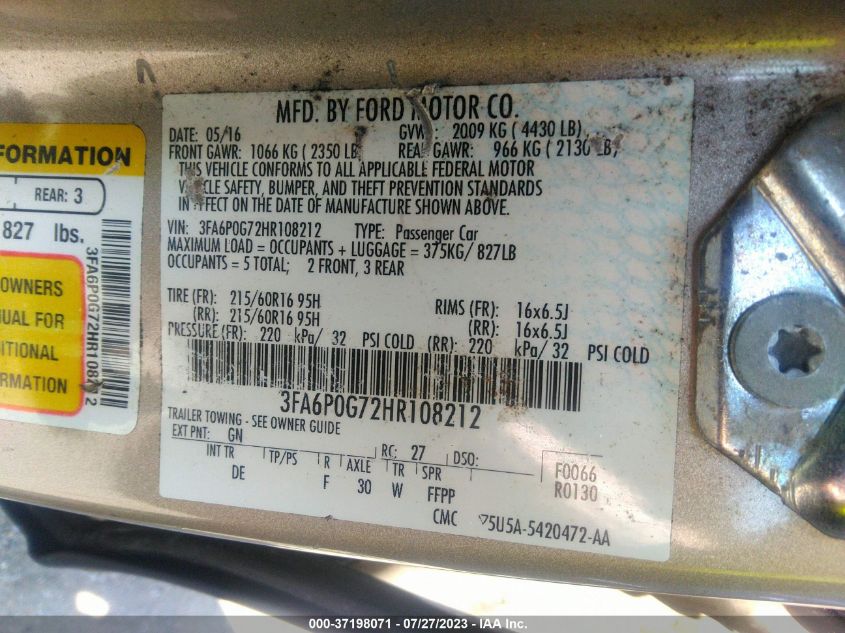 MFD. BY FORD MOTOR CO.
DATE: 05/16
GVW : 2009 KG ( 4430 LB)
FRONT GAWR: 1066 KG ( 2350 LB
REA GAWR: 966 KG ( 2130 LB)
THIS VEHICLE CONFORMS TO ALL APPLICABLE FEDERAL MOTOR
VEHICLE SAFETY, BUMPER, AND THEFT PREVENTION STANDARDS
IN EFFECT ON THE DATE OF MANUFACTURE SHOWN ABOVE.
VIN: 3FA6P0G72HR108212 TYPE: Passenger Car
MAXIMUM LOAD = OCCUPANTS + LUGGAGE = 375KG/ 827LB
OCCUPANTS = 5 TOTAL; 2 FRONT, 3 REAR
TIRE (FR): 215/60R16 95H RIMS (FR): 16x6.5J
(RR): 215/60R16 95H (RR): 16x6.5J
PRESSURE (FR): 220 kPa/ 32 PSI COLD (RR): 220 kPa/ 32 PSI COLD
3FA6P0G72HR108212
TRAILER TOWING - SEE OWNER GUIDE
EXT PNT: GN RC: 27 DSO:
INT TR TP/PS R AXLE TR SPR
DE F 30 W FFPP
CMC
F0066
R0130
▽5U5A-5420472-AA
FORMATION
REAR: 3
827 lbs.
OWNERS
NUAL FOR
DITIONAL
FORMATION
3FA6P0G72HR108212
000-37198071 / 07/27/2023 - IAA Inc.